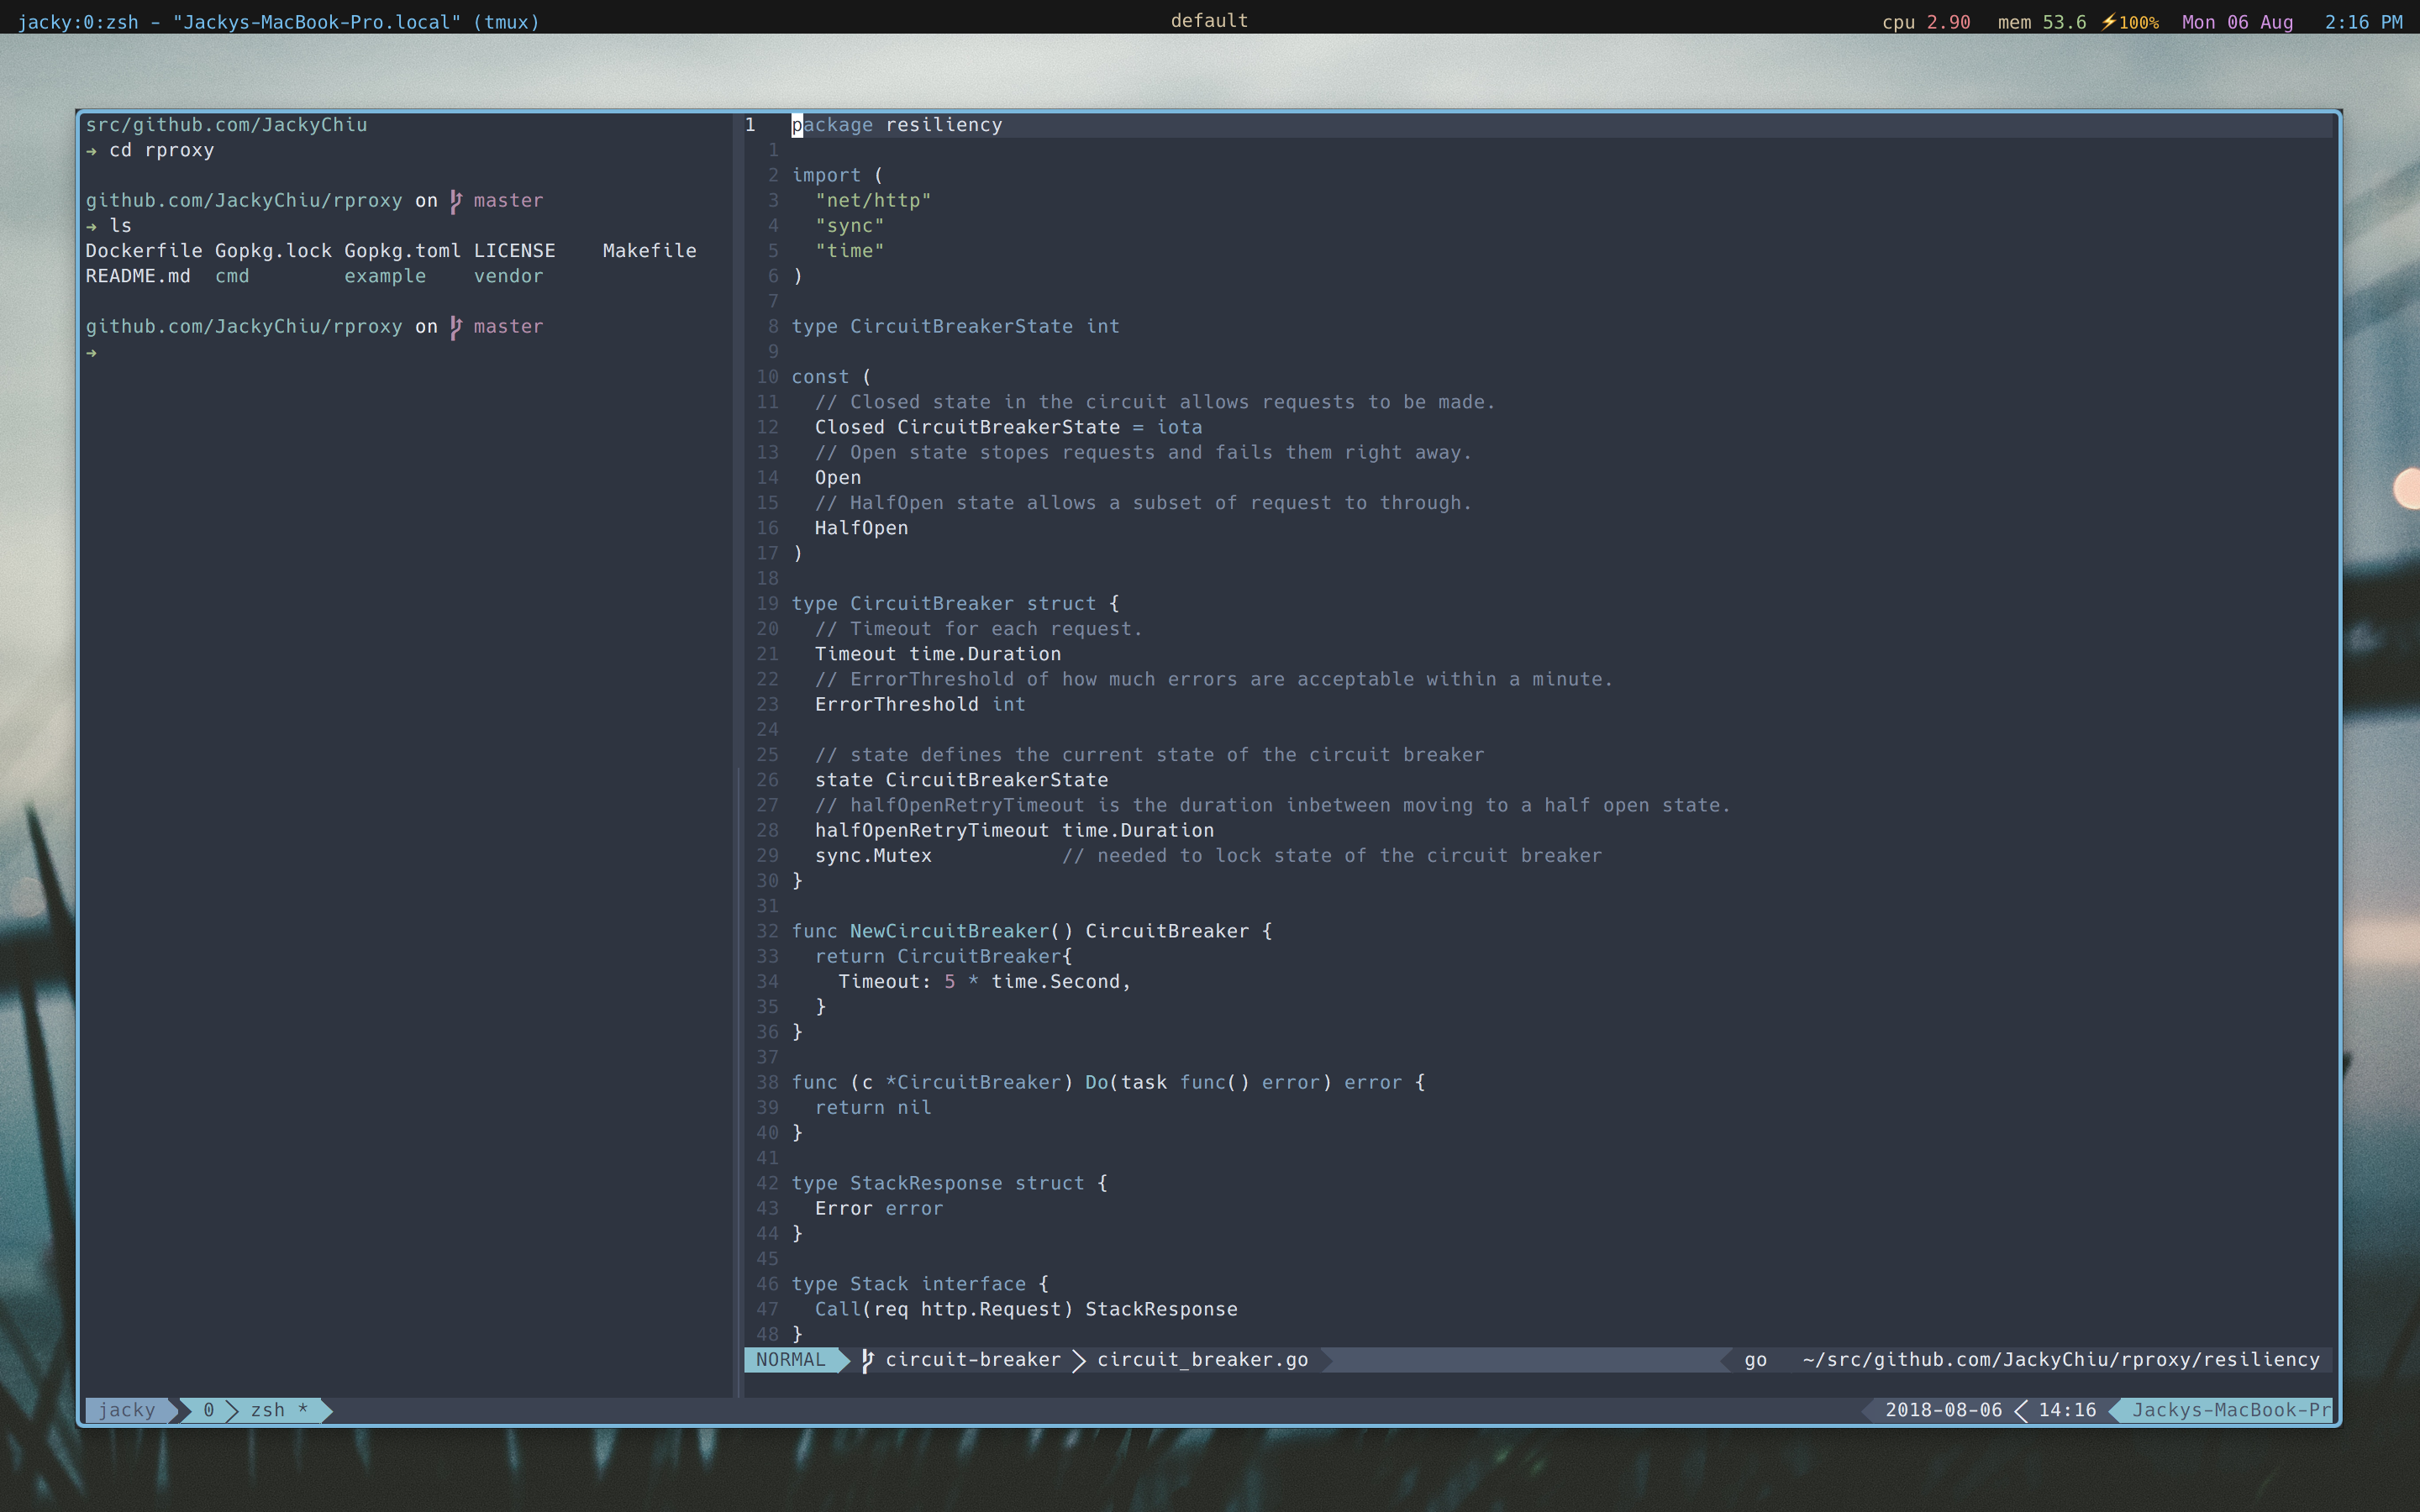 jacky:0:zsh - "Jackys-MacBook-Pro.local" (tmux)
default
cpu 2.90 mem 53.6 ⚡100% Mon 06 Aug 2:16 PM
src/github.com/JackyChiu
➜ cd rproxy
github.com/JackyChiu/rproxy on master
➜ ls
Dockerfile Gopkg.lock Gopkg.toml LICENSE Makefile
README.md cmd example vendor
github.com/JackyChiu/rproxy on master
➜
1 package resiliency
1
2 import (
3 "net/http"
4 "sync"
5 "time"
6 )
7
8 type CircuitBreakerState int
9
10 const (
11 // Closed state in the circuit allows requests to be made.
12 Closed CircuitBreakerState = iota
13 // Open state stopes requests and fails them right away.
14 Open
15 // HalfOpen state allows a subset of request to through.
16 HalfOpen
17 )
18
19 type CircuitBreaker struct {
20 // Timeout for each request.
21 Timeout time.Duration
22 // ErrorThreshold of how much errors are acceptable within a minute.
23 ErrorThreshold int
24
25 // state defines the current state of the circuit breaker
26 state CircuitBreakerState
27 // halfOpenRetryTimeout is the duration inbetween moving to a half open state.
28 halfOpenRetryTimeout time.Duration
29 sync.Mutex // needed to lock state of the circuit breaker
30 }
31
32 func NewCircuitBreaker() CircuitBreaker {
33 return CircuitBreaker{
34 Timeout: 5 * time.Second,
35 }
36 }
37
38 func (c *CircuitBreaker) Do(task func() error) error {
39 return nil
40 }
41
42 type StackResponse struct {
43 Error error
44 }
45
46 type Stack interface {
47 Call(req http.Request) StackResponse
48 }
NORMAL circuit-breaker circuit_breaker.go go ~/src/github.com/JackyChiu/rproxy/resiliency
jacky 0 zsh * 2018-08-06 14:16 Jackys-MacBook-Pr